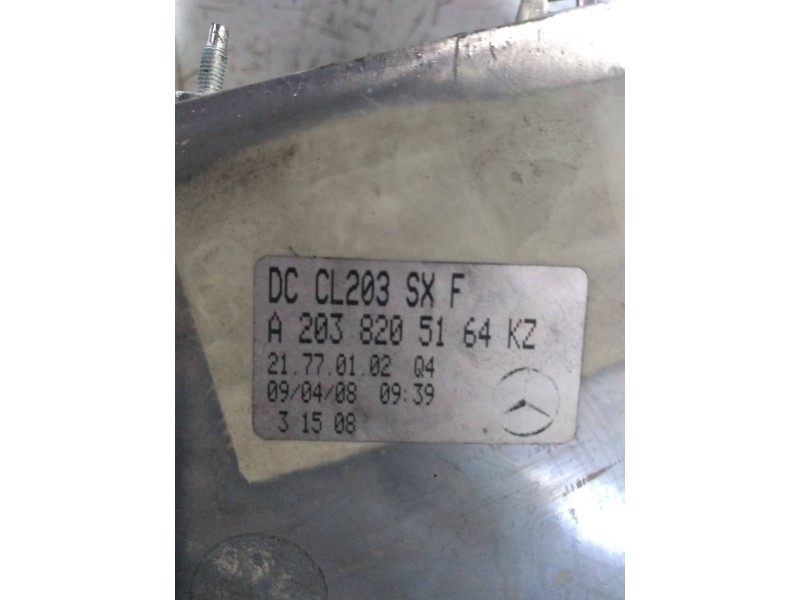 DC CL203 SX F
A 203 820 51 64 KZ
21.77.01.02 Q4
09/04/08 09:39
3 15 08